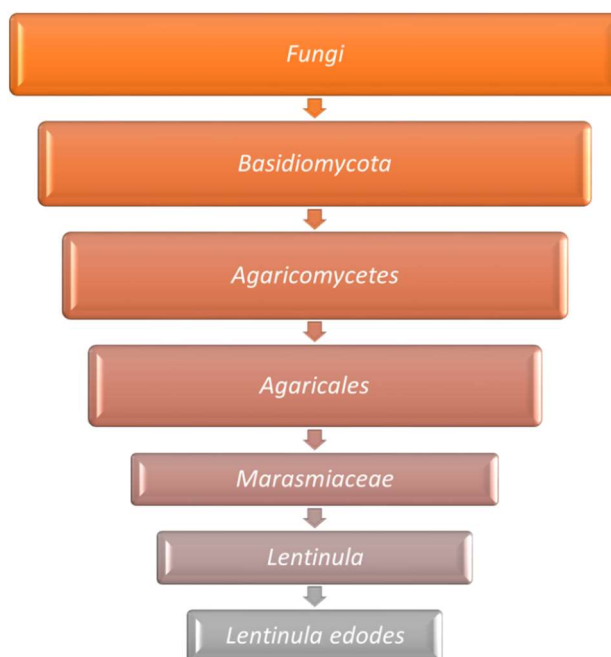 Fungi
Basidiomycota
Agaricomycetes
Agaricales
Marasmiaceae
Lentinula
Lentinula edodes